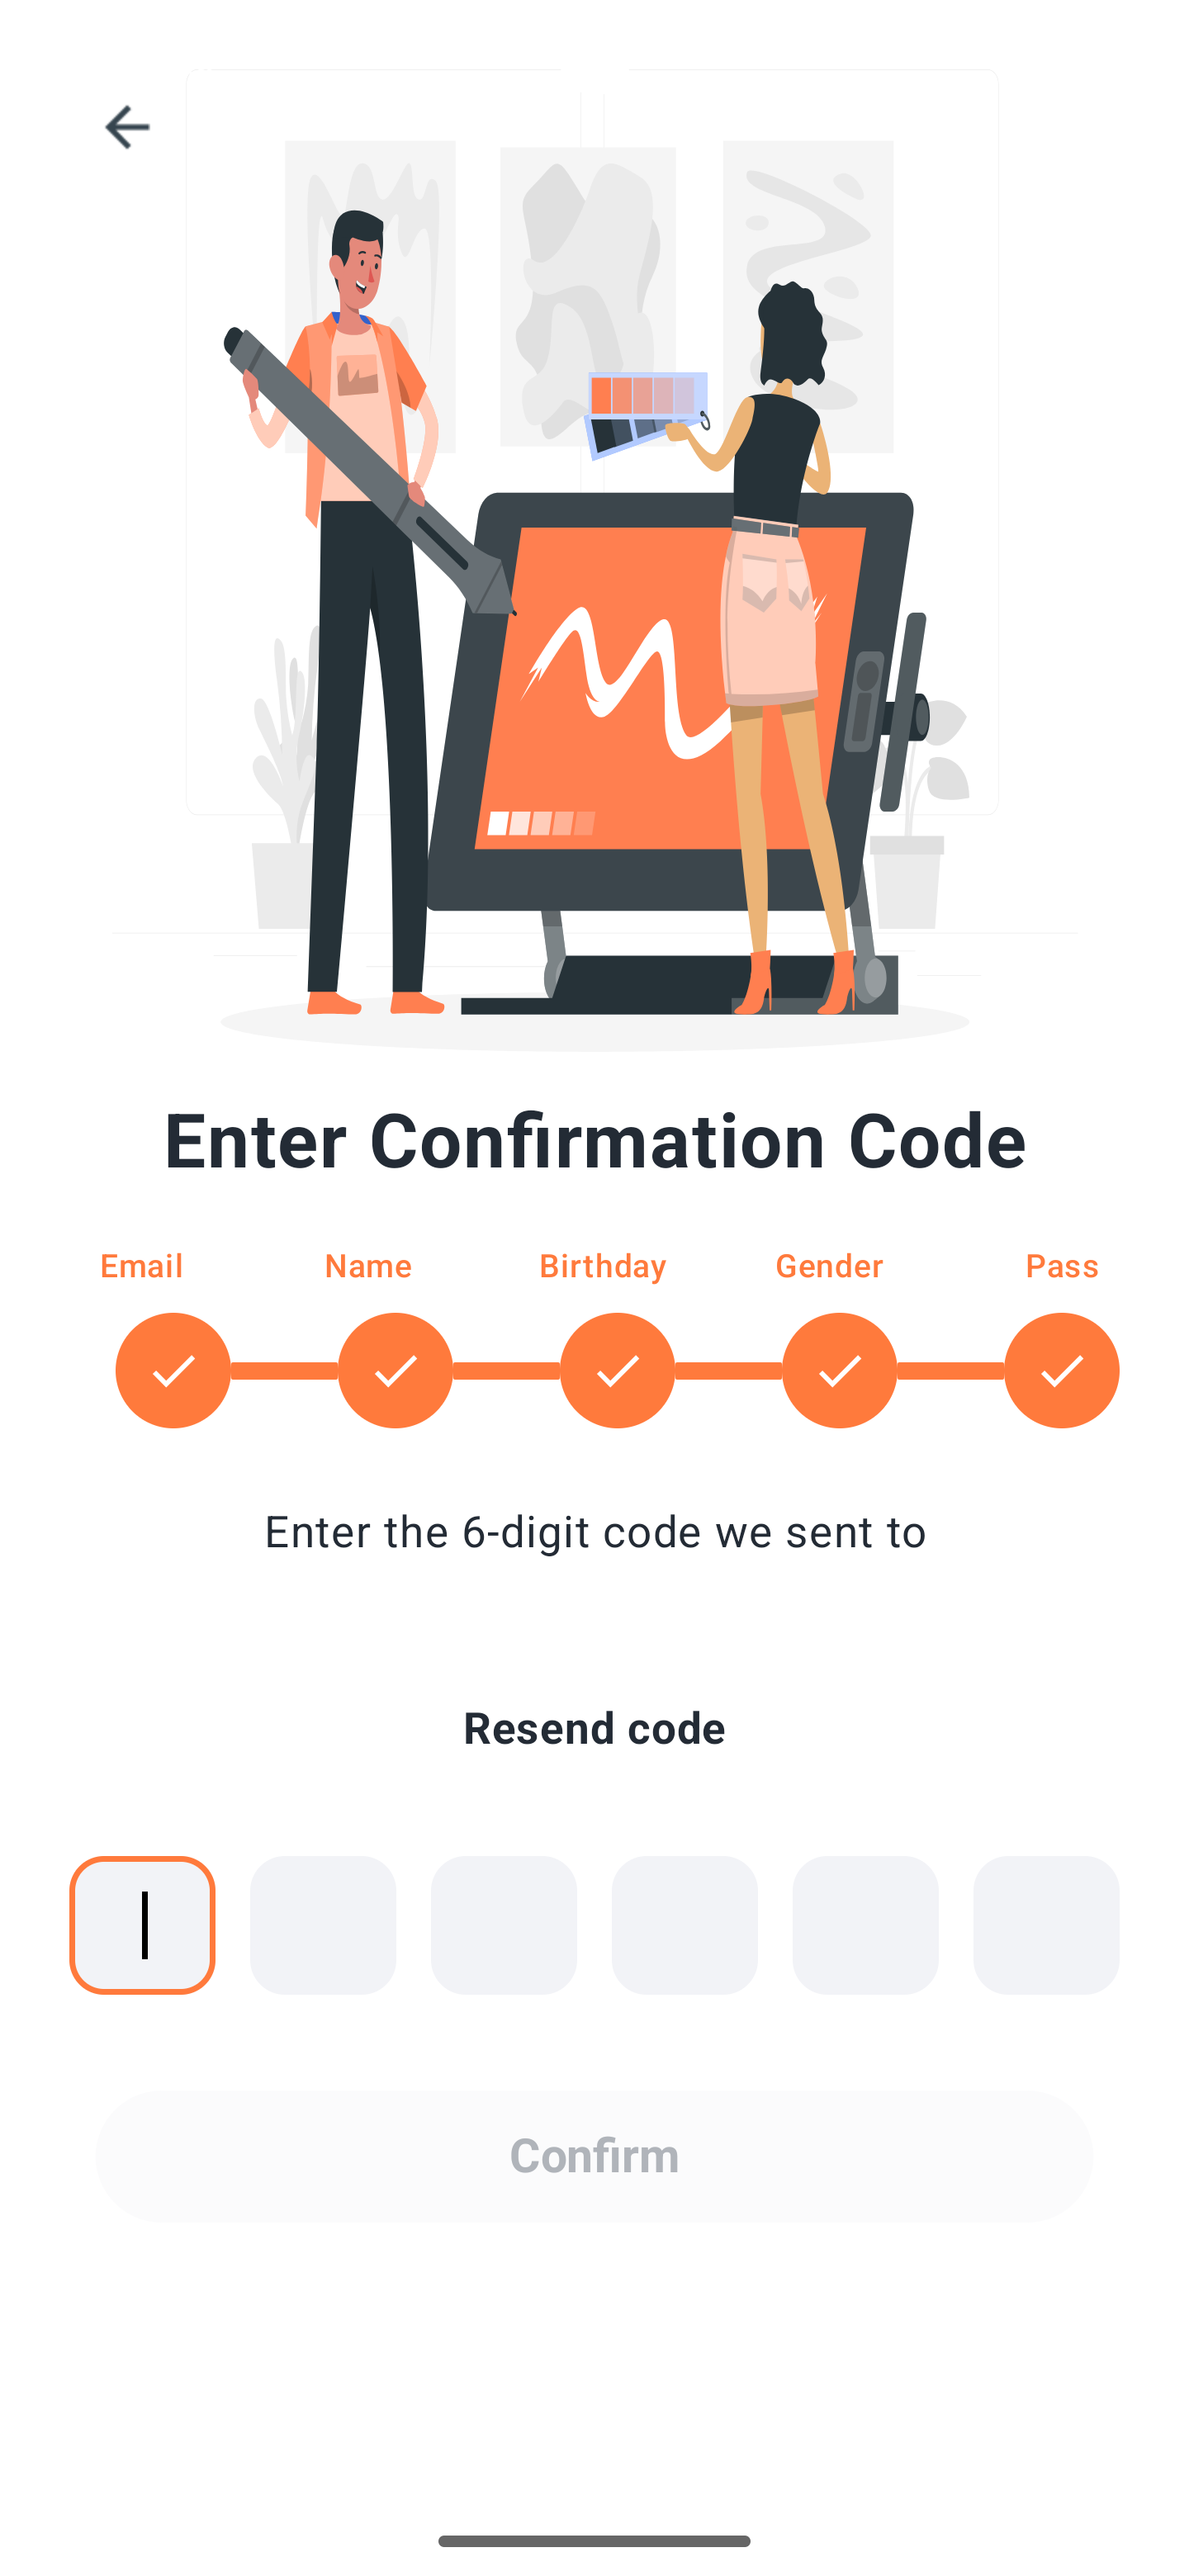 Enter Confirmation Code
Email Name Birthday Gender Pass
Enter the 6-digit code we sent to
Resend code
Confirm